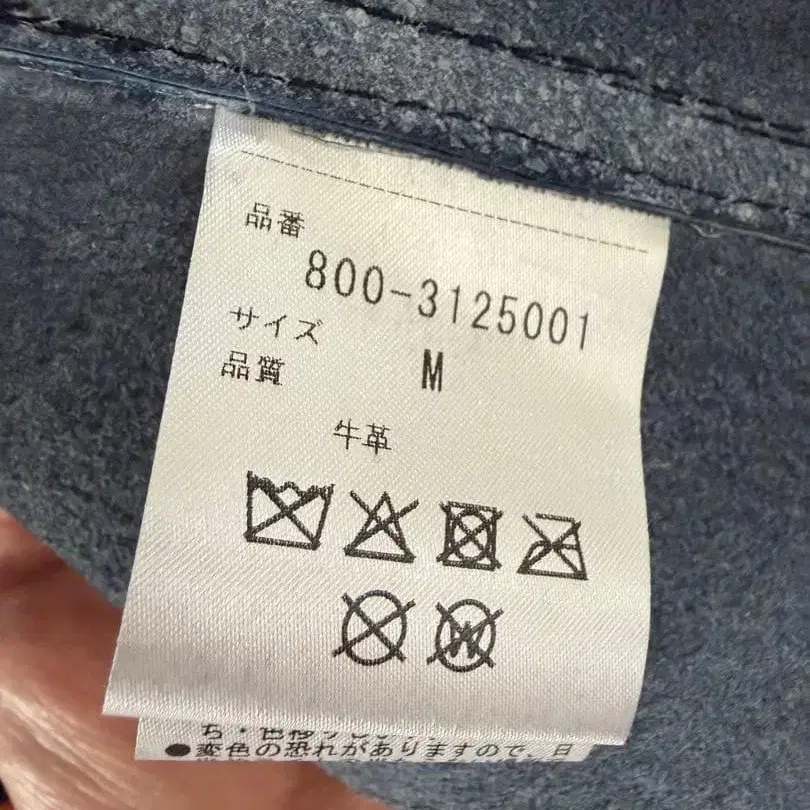 品番
800-3125001
サイズ
M
品質
牛革
W
●変色の恐れがありますので、日